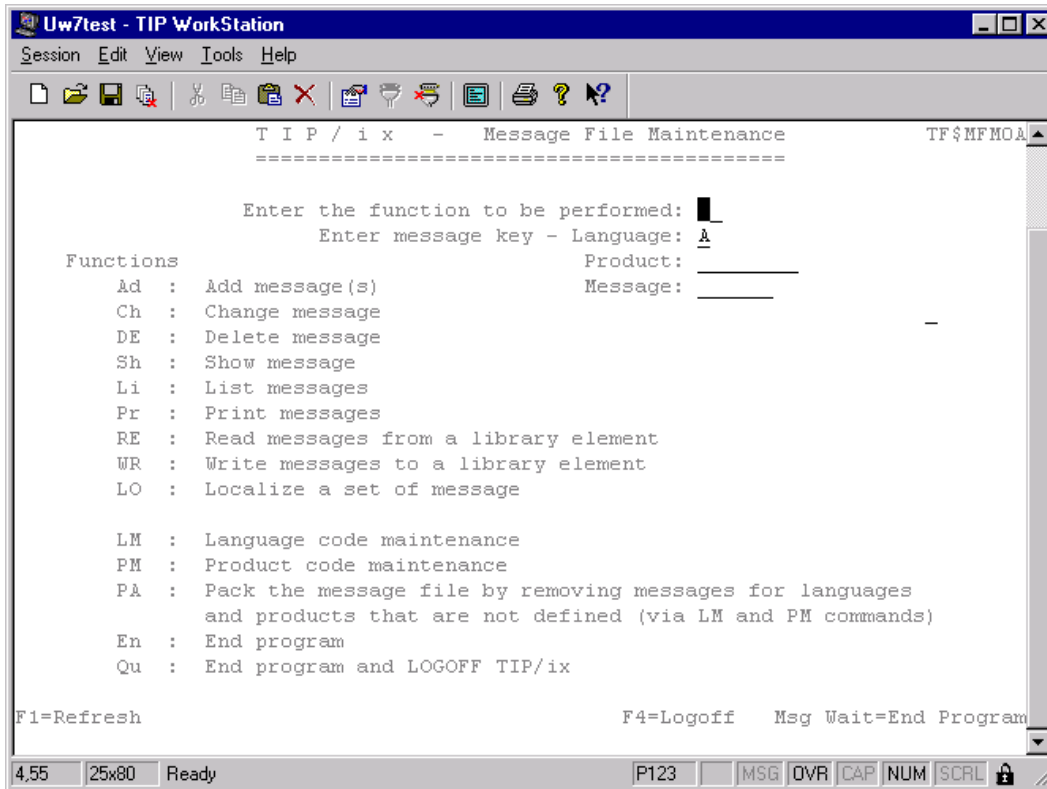 Uw7test - TIP WorkStation
Session Edit View Tools Help
T I P / i x - Message File Maintenance TF$MFMOA
=========================================
Enter the function to be performed:
Enter message key - Language: A
Functions Product:
Ad : Add message(s) Message:
Ch : Change message
DE : Delete message
Sh : Show message
Li : List messages
Pr : Print messages
RE : Read messages from a library element
WR : Write messages to a library element
LO : Localize a set of message
LM : Language code maintenance
PM : Product code maintenance
PA : Pack the message file by removing messages for languages
and products that are not defined (via LM and PM commands)
En : End program
Qu : End program and LOGOFF TIP/ix
F1=Refresh F4=Logoff Msg Wait=End Program
4,55 25x80 Ready P123 MSG OVR CAP NUM SCRL